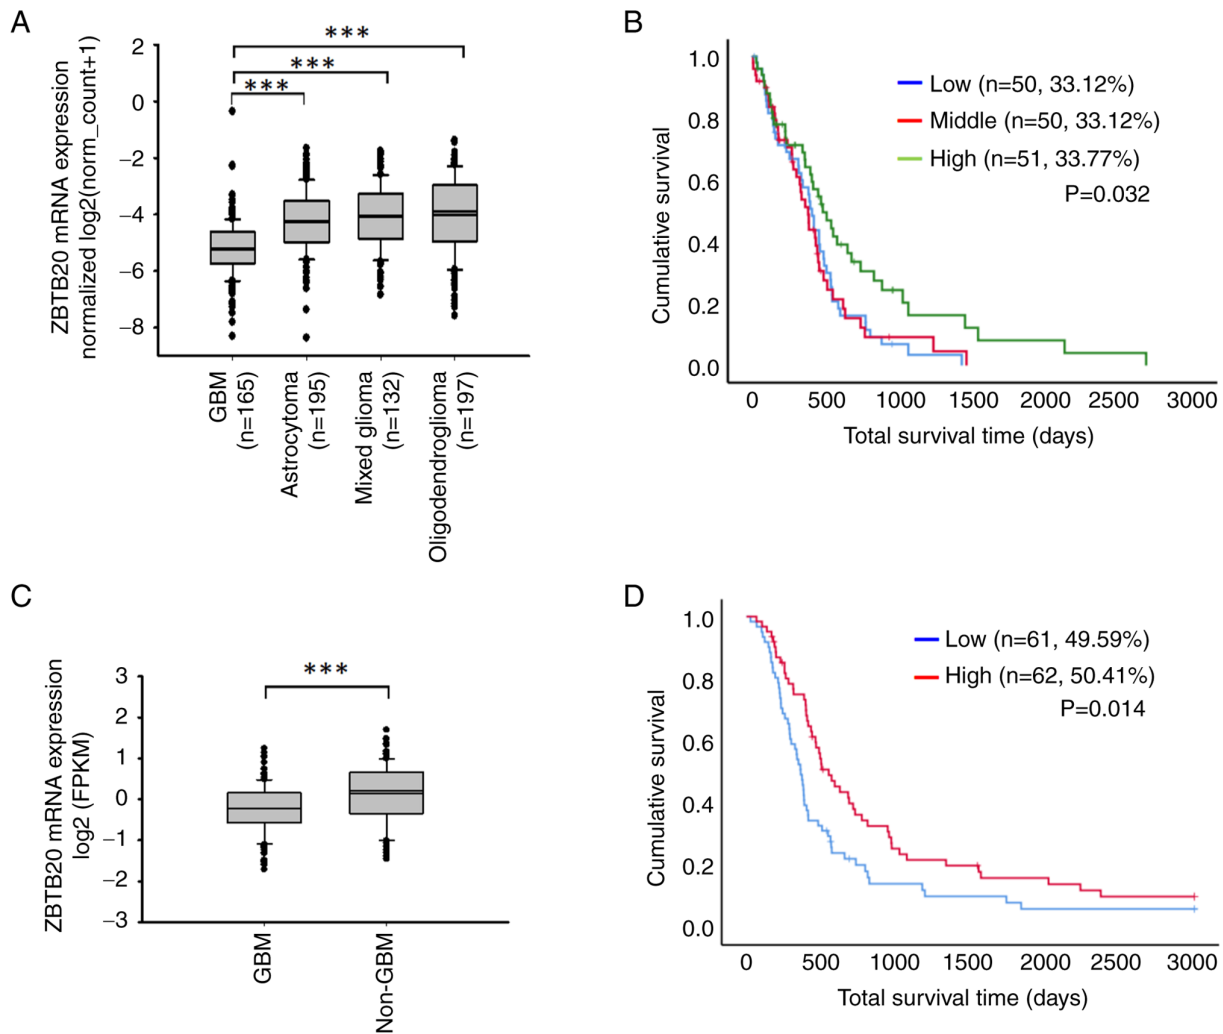 A
ZBTB20 mRNA expression
normalized log2(norm_count+1)
2
0
−2
−4
−6
−8
***
***
***
GBM
(n=165)
Astrocytoma
(n=195)
Mixed glioma
(n=132)
Oligodendroglioma
(n=197)
B
Cumulative survival
1.0
0.8
0.6
0.4
0.2
0.0
Low (n=50, 33.12%)
Middle (n=50, 33.12%)
High (n=51, 33.77%)
P=0.032
0 500 1000 1500 2000 2500 3000
Total survival time (days)
C
ZBTB20 mRNA expression
log2 (FPKM)
3
2
1
0
−1
−2
−3
***
GBM
Non-GBM
D
Cumulative survival
1.0
0.8
0.6
0.4
0.2
0.0
Low (n=61, 49.59%)
High (n=62, 50.41%)
P=0.014
0 500 1000 1500 2000 2500 3000
Total survival time (days)